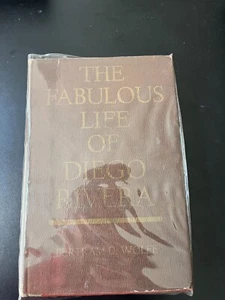 THE
FABULOUS
LIFE
OF
DIEGO
RIVERA
BERTRAM D. WOLFE